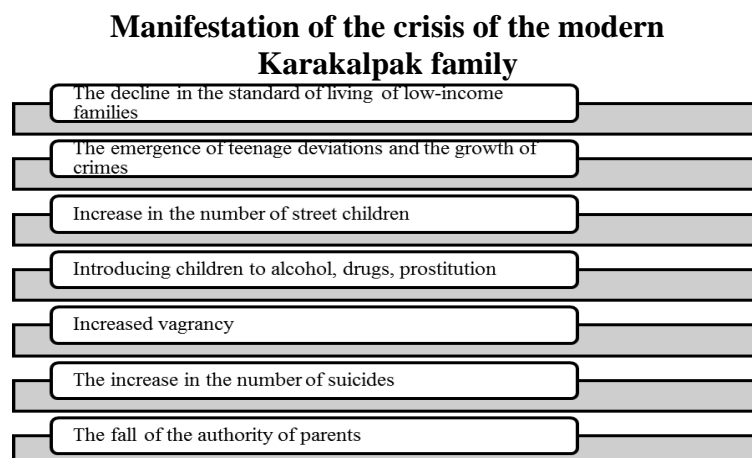 Manifestation of the crisis of the modern
Karakalpak family
The decline in the standard of living of low-income
families
The emergence of teenage deviations and the growth of
crimes
Increase in the number of street children
Introducing children to alcohol, drugs, prostitution
Increased vagrancy
The increase in the number of suicides
The fall of the authority of parents